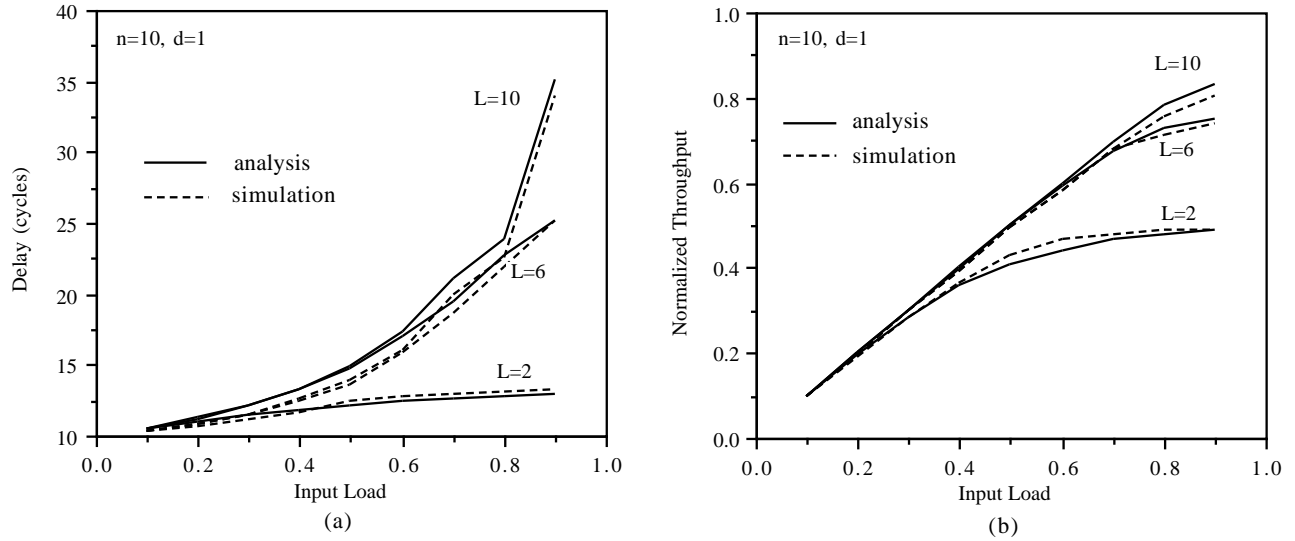 40
35
30
25
20
15
10
0.0
0.2
0.4
0.6
0.8
1.0
Delay (cycles)
Input Load
n=10, d=1
analysis
simulation
L=10
L=6
L=2
(a)
1.0
0.8
0.6
0.4
0.2
0.0
0.0
0.2
0.4
0.6
0.8
1.0
Normalized Throughput
Input Load
n=10, d=1
analysis
simulation
L=10
L=6
L=2
(b)